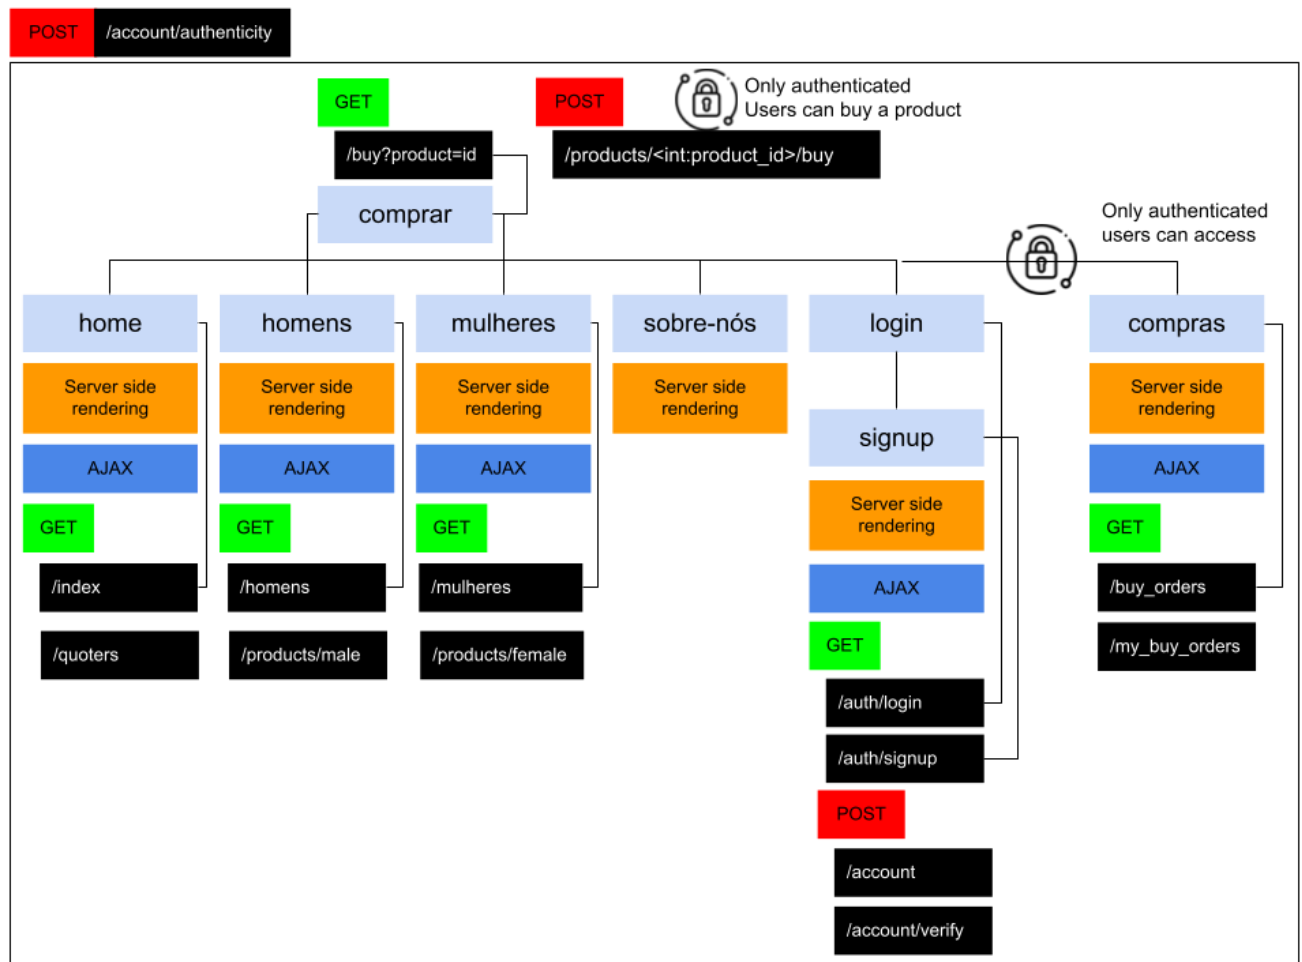 POST
/account/authenticity
GET
POST
Only authenticated
Users can buy a product
/buy?product=id
/products/<int:product_id>/buy
comprar
Only authenticated
users can access
home
homens
mulheres
sobre-nós
login
compras
Server side
rendering
Server side
rendering
Server side
rendering
Server side
rendering
Server side
rendering
signup
AJAX
AJAX
AJAX
AJAX
Server side
rendering
GET
GET
GET
GET
AJAX
/index
/homens
/mulheres
/buy_orders
GET
/quoters
/products/male
/products/female
/my_buy_orders
/auth/login
/auth/signup
POST
/account
/account/verify